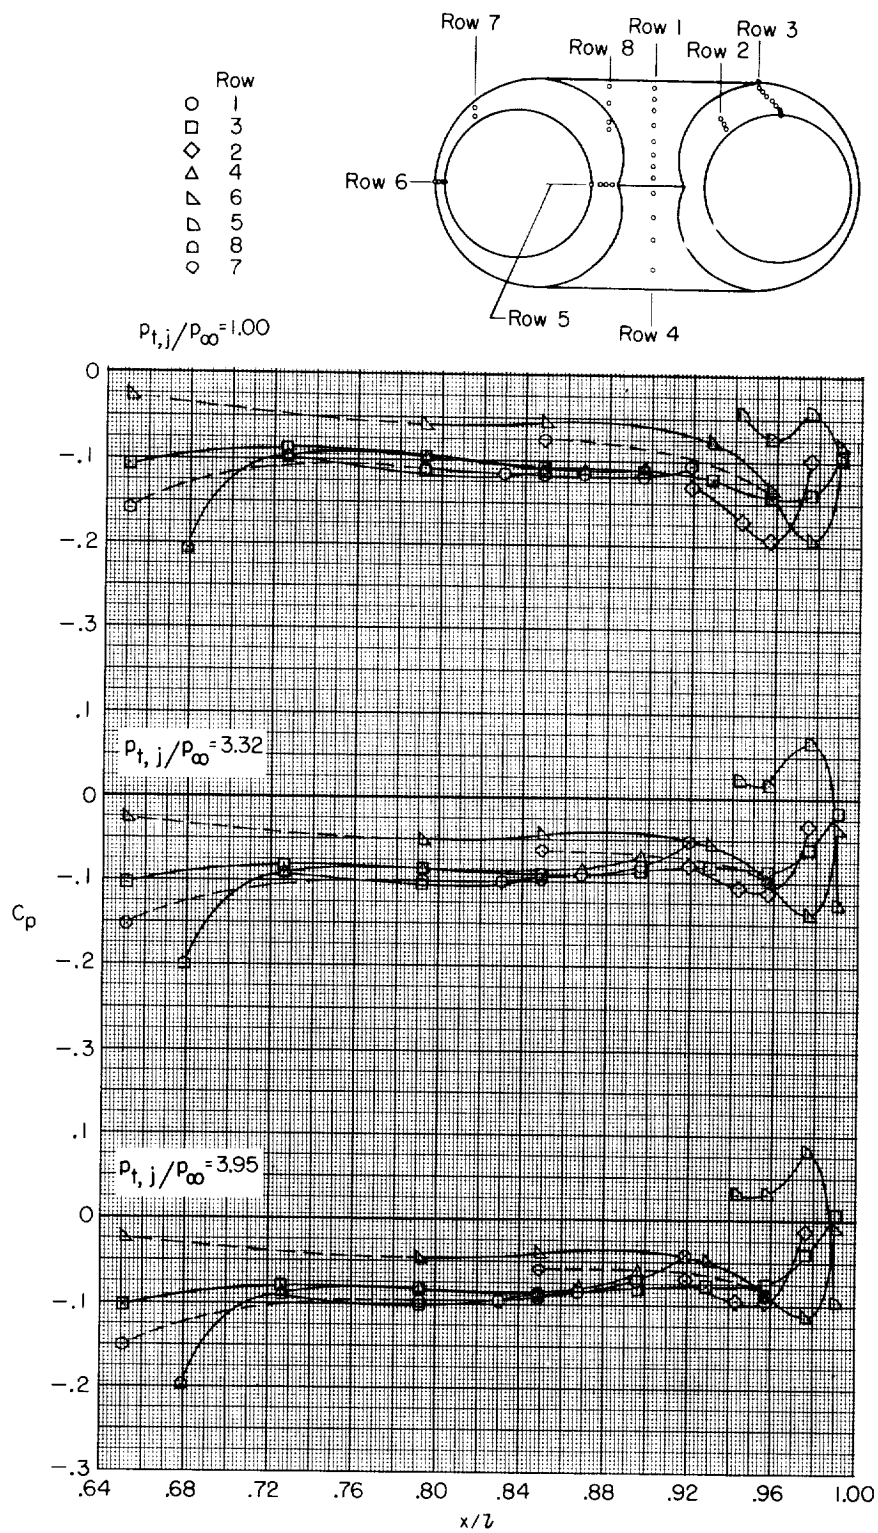 Row 7
Row 1
Row 3
Row 8
Row 2
Row
1
3
2
4
6
5
8
7
Row 6
Row 5
Row 4
p_t,j/p_∞=1.00
0
-.1
-.2
-.3
.1
p_t,j/p_∞=3.32
0
-.1
C_p
-.2
-.3
.1
p_t,j/p_∞=3.95
0
-.1
-.2
-.3
.64 .68 .72 .76 .80 .84 .88 .92 .96 1.00
x/l